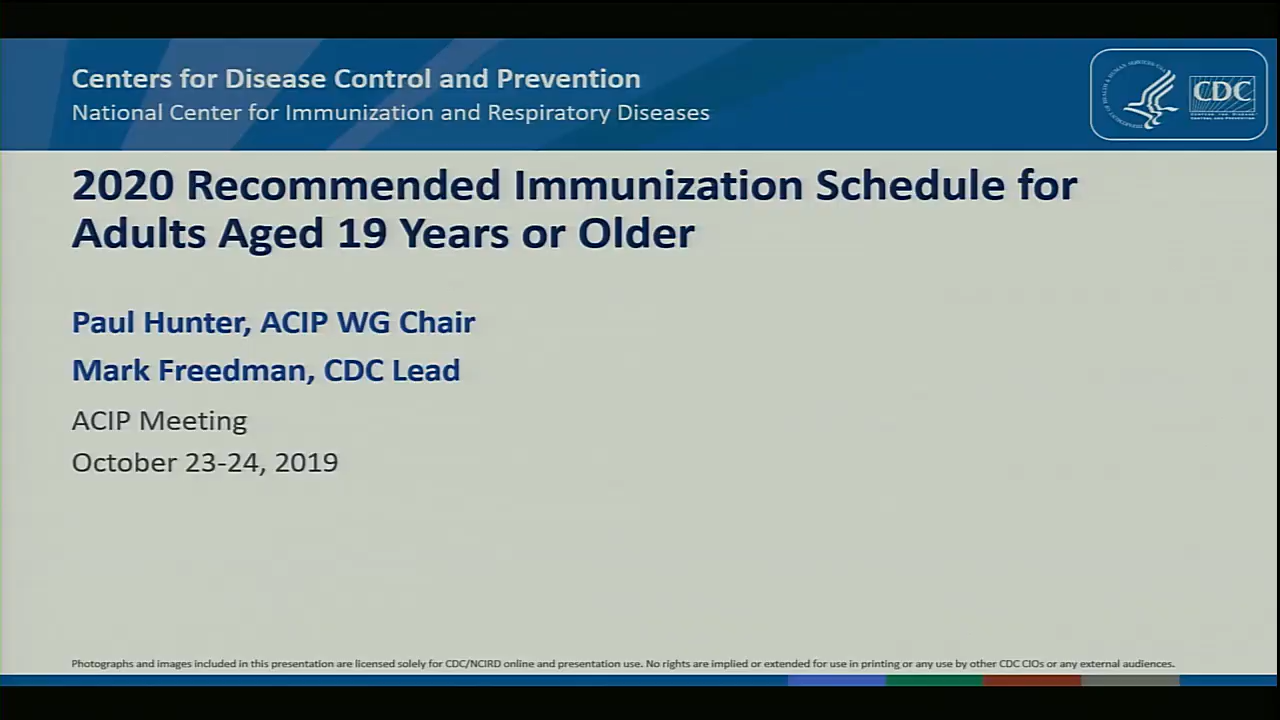 Centers for Disease Control and Prevention
National Center for Immunization and Respiratory Diseases
CDC
2020 Recommended Immunization Schedule for
Adults Aged 19 Years or Older
Paul Hunter, ACIP WG Chair
Mark Freedman, CDC Lead
ACIP Meeting
October 23-24, 2019
Photographs and images included in this presentation are licensed solely for CDC/NCIRD online and presentation use. No rights are implied or extended for use in printing or any use by other CDC CIOs or any external audiences.